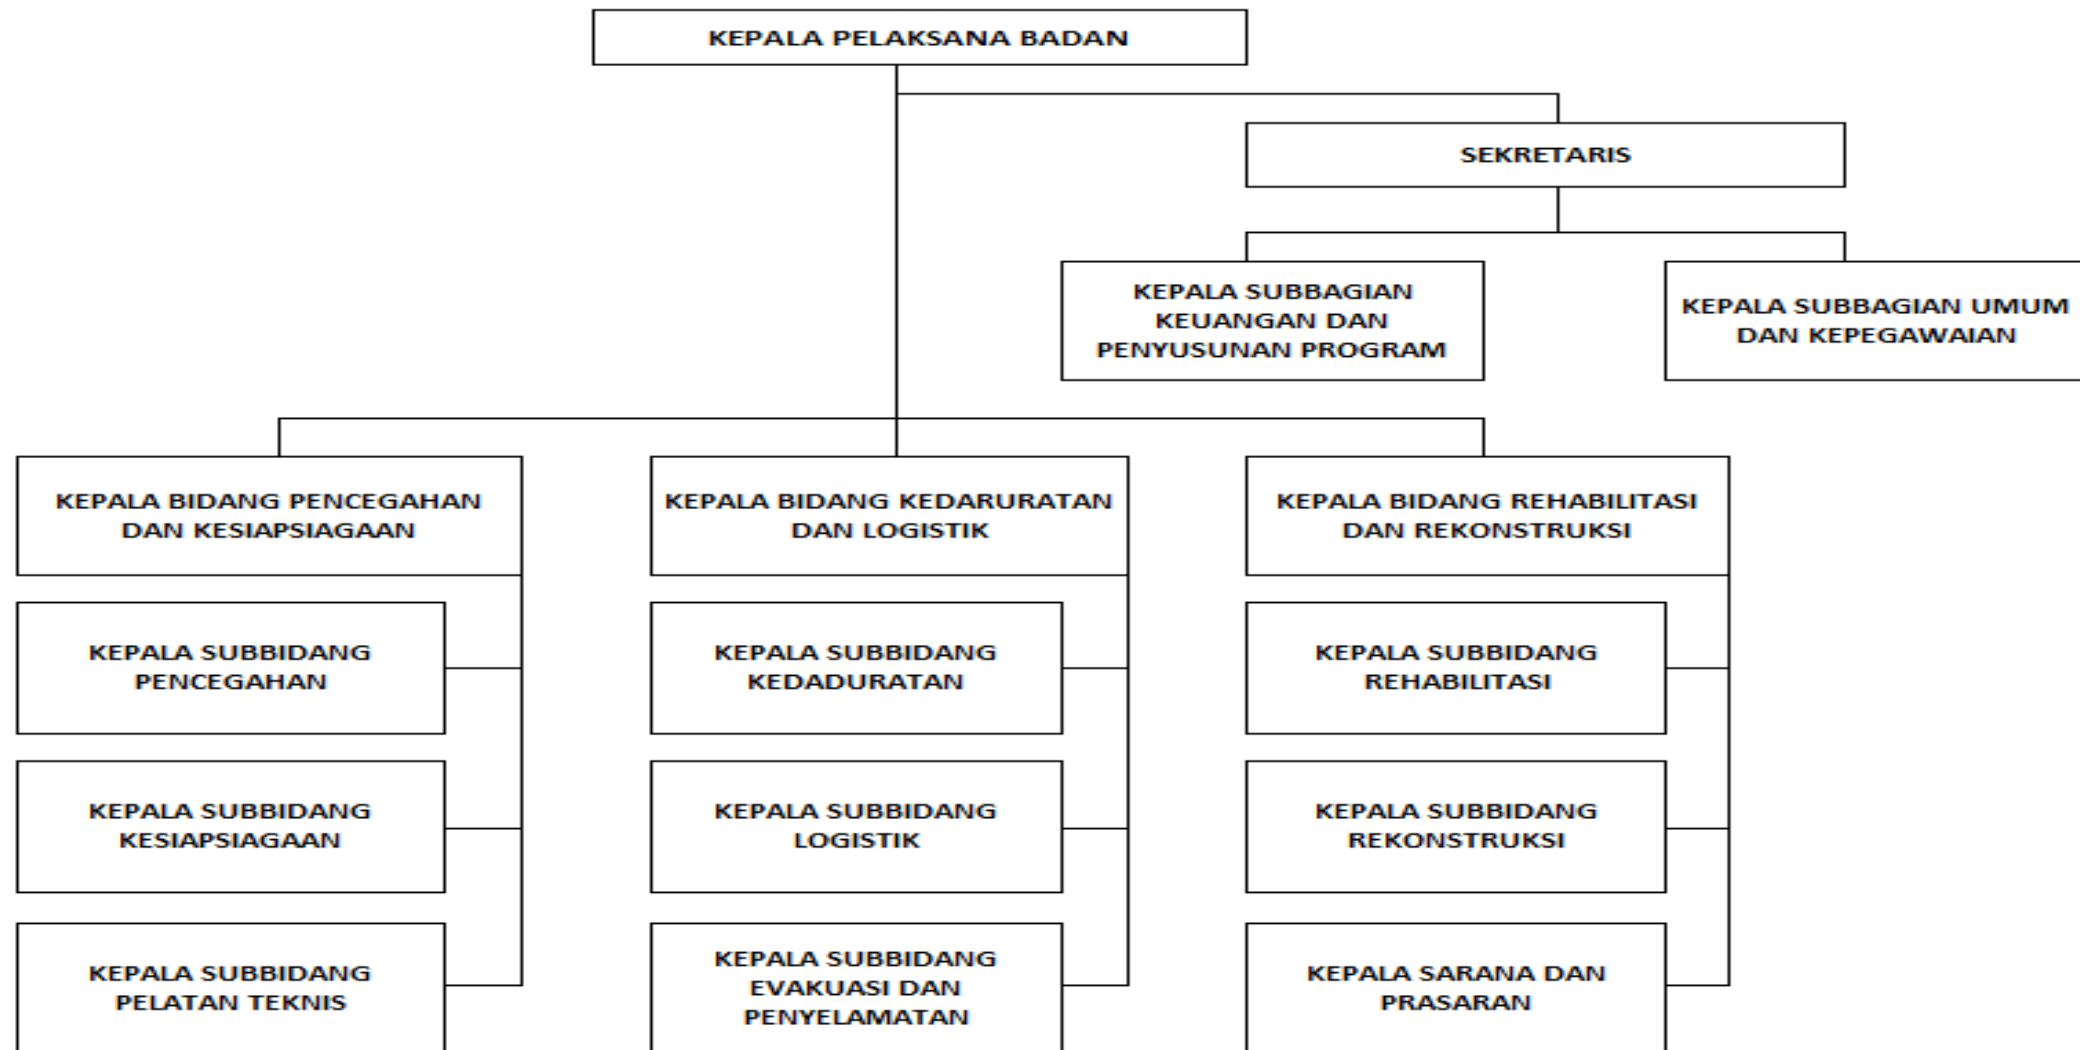 KEPALA PELAKSANA BADAN
SEKRETARIS
KEPALA SUBBAGIAN
KEUANGAN DAN
PENYUSUNAN PROGRAM
KEPALA SUBBAGIAN UMUM
DAN KEPEGAWAIAN
KEPALA BIDANG PENCEGAHAN
DAN KESIAPSIAGAAN
KEPALA BIDANG KEDARURATAN
DAN LOGISTIK
KEPALA BIDANG REHABILITASI
DAN REKONSTRUKSI
KEPALA SUBBIDANG
PENCEGAHAN
KEPALA SUBBIDANG
KEDADURATAN
KEPALA SUBBIDANG
REHABILITASI
KEPALA SUBBIDANG
KESIAPSIAGAAN
KEPALA SUBBIDANG
LOGISTIK
KEPALA SUBBIDANG
REKONSTRUKSI
KEPALA SUBBIDANG
PELATAN TEKNIS
KEPALA SUBBIDANG
EVAKUASI DAN
PENYELAMATAN
KEPALA SARANA DAN
PRASARAN